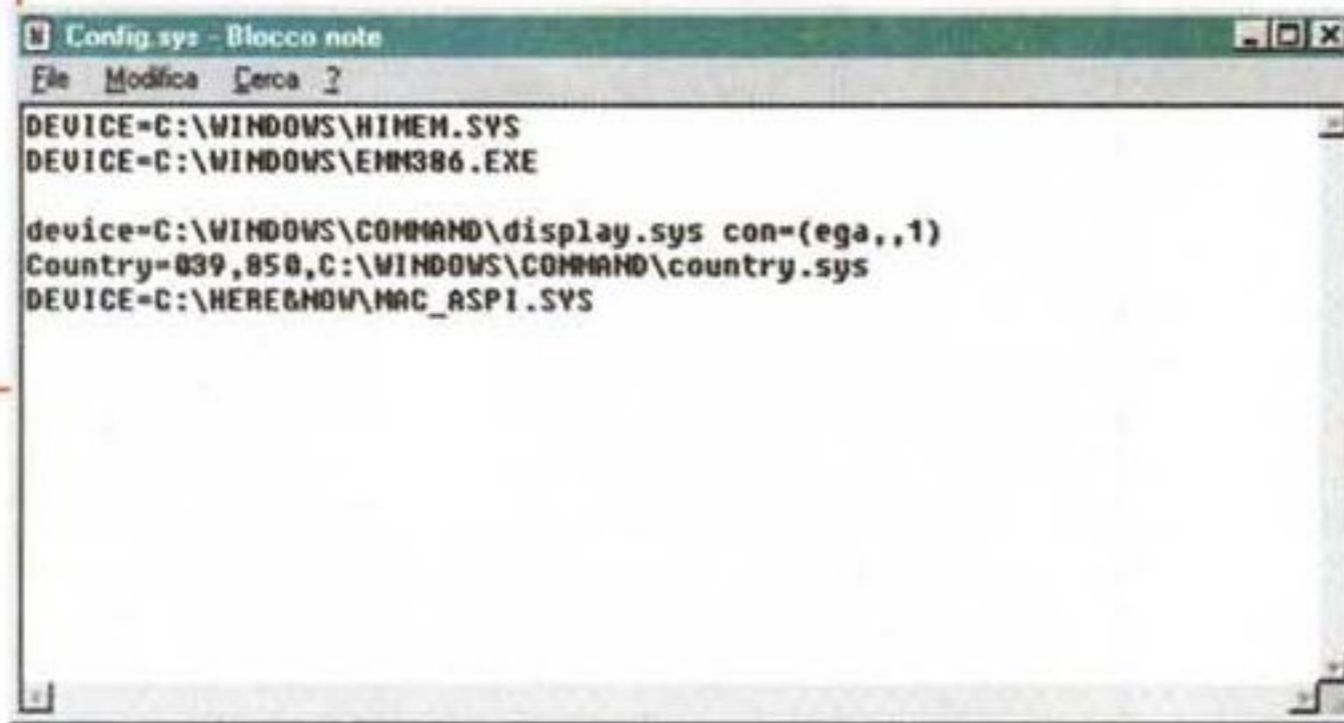 Config.sys - Blocco note
File Modifica Cerca ?
DEVICE=C:\WINDOWS\HIMEM.SYS
DEVICE=C:\WINDOWS\EMM386.EXE
device=C:\WINDOWS\COMMAND\display.sys con=(ega,,1)
Country=039,850,C:\WINDOWS\COMMAND\country.sys
DEVICE=C:\HERE&NOW\MAC_ASPI.SYS